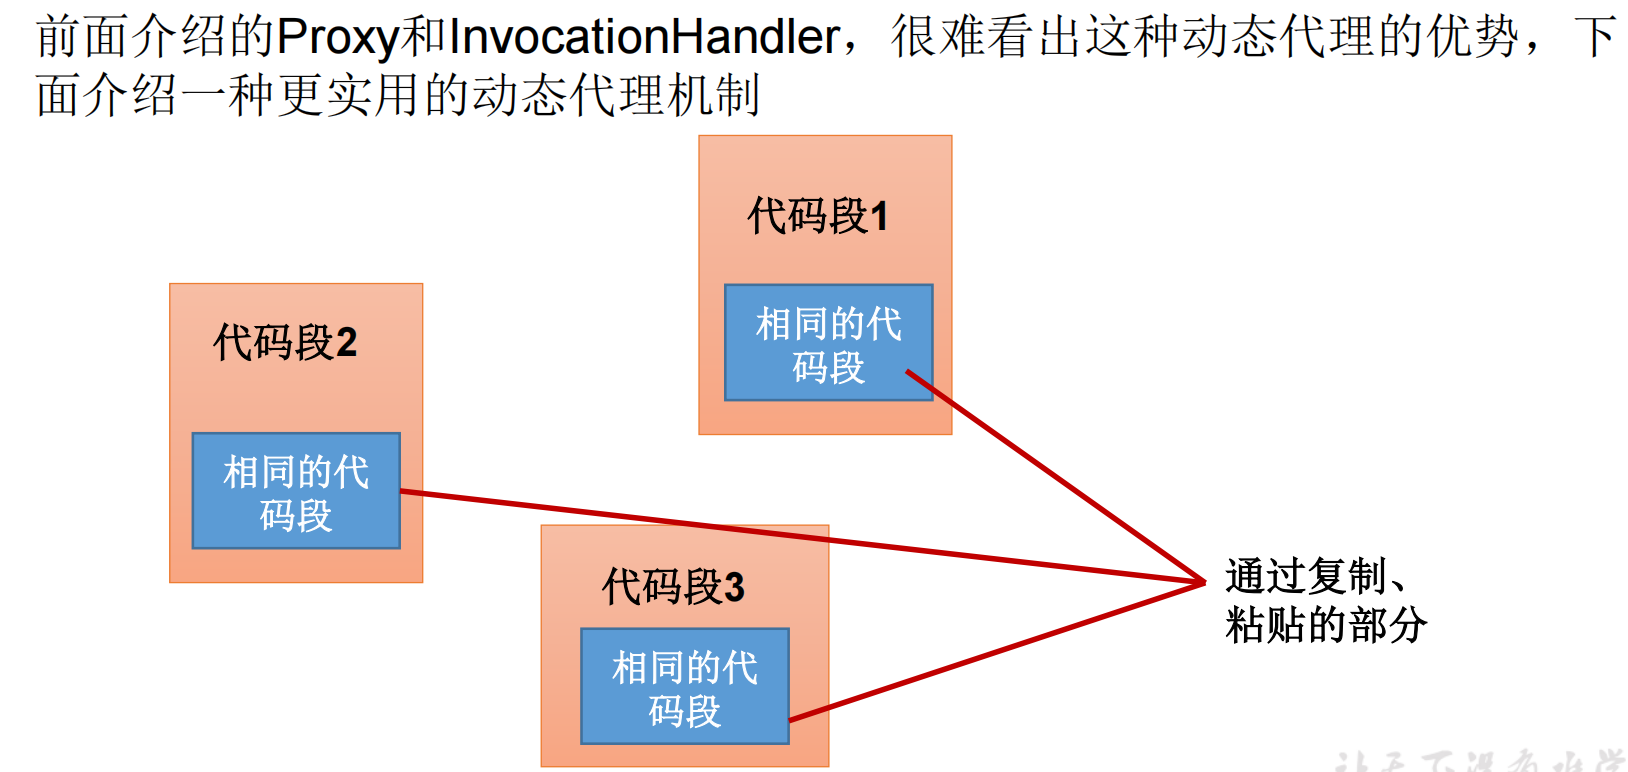 前面介绍的Proxy和InvocationHandler，很难看出这种动态代理的优势，下
面介绍一种更实用的动态代理机制
代码段1
相同的代
码段
代码段2
相同的代
码段
代码段3
相同的代
码段
通过复制、
粘贴的部分